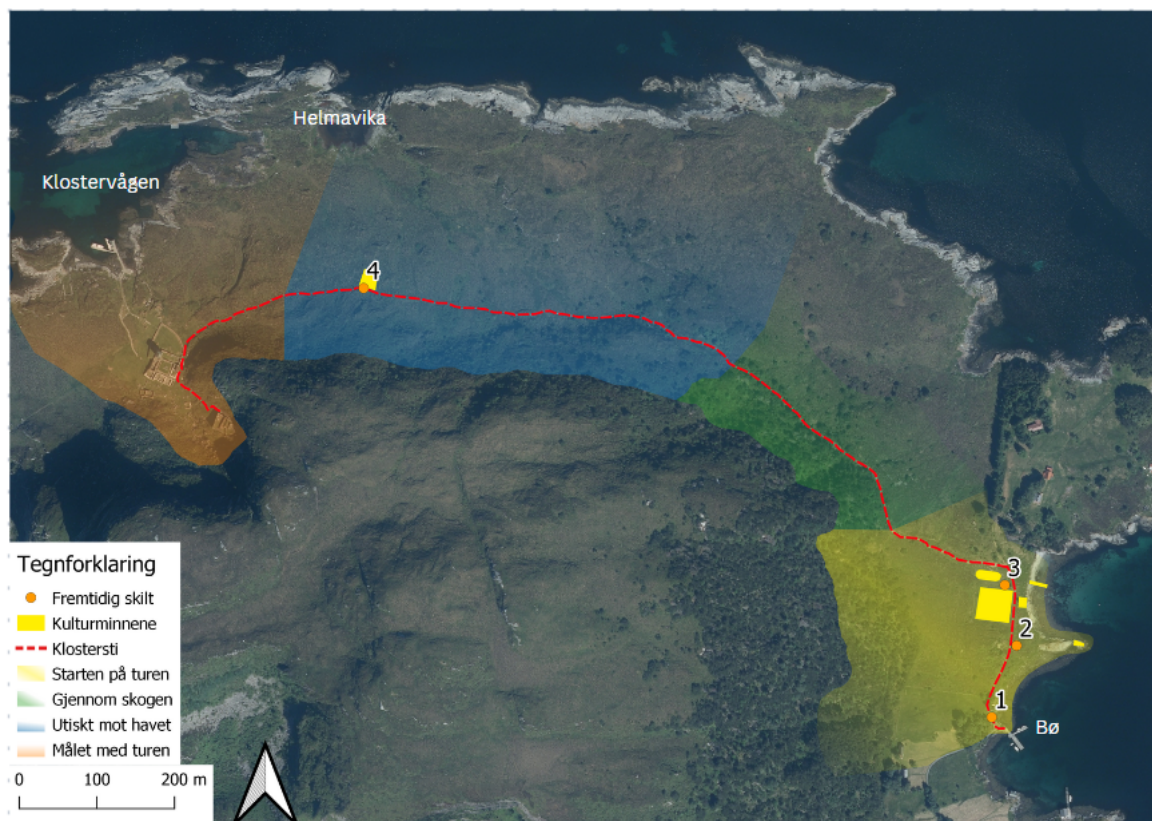 Helmavika
Klostervågen
4
3
2
1
Bø
Tegnforklaring
Fremtidig skilt
Kulturminnene
Klostersti
Starten på turen
Gjennom skogen
Utiskt mot havet
Målet med turen
0 100 200 m